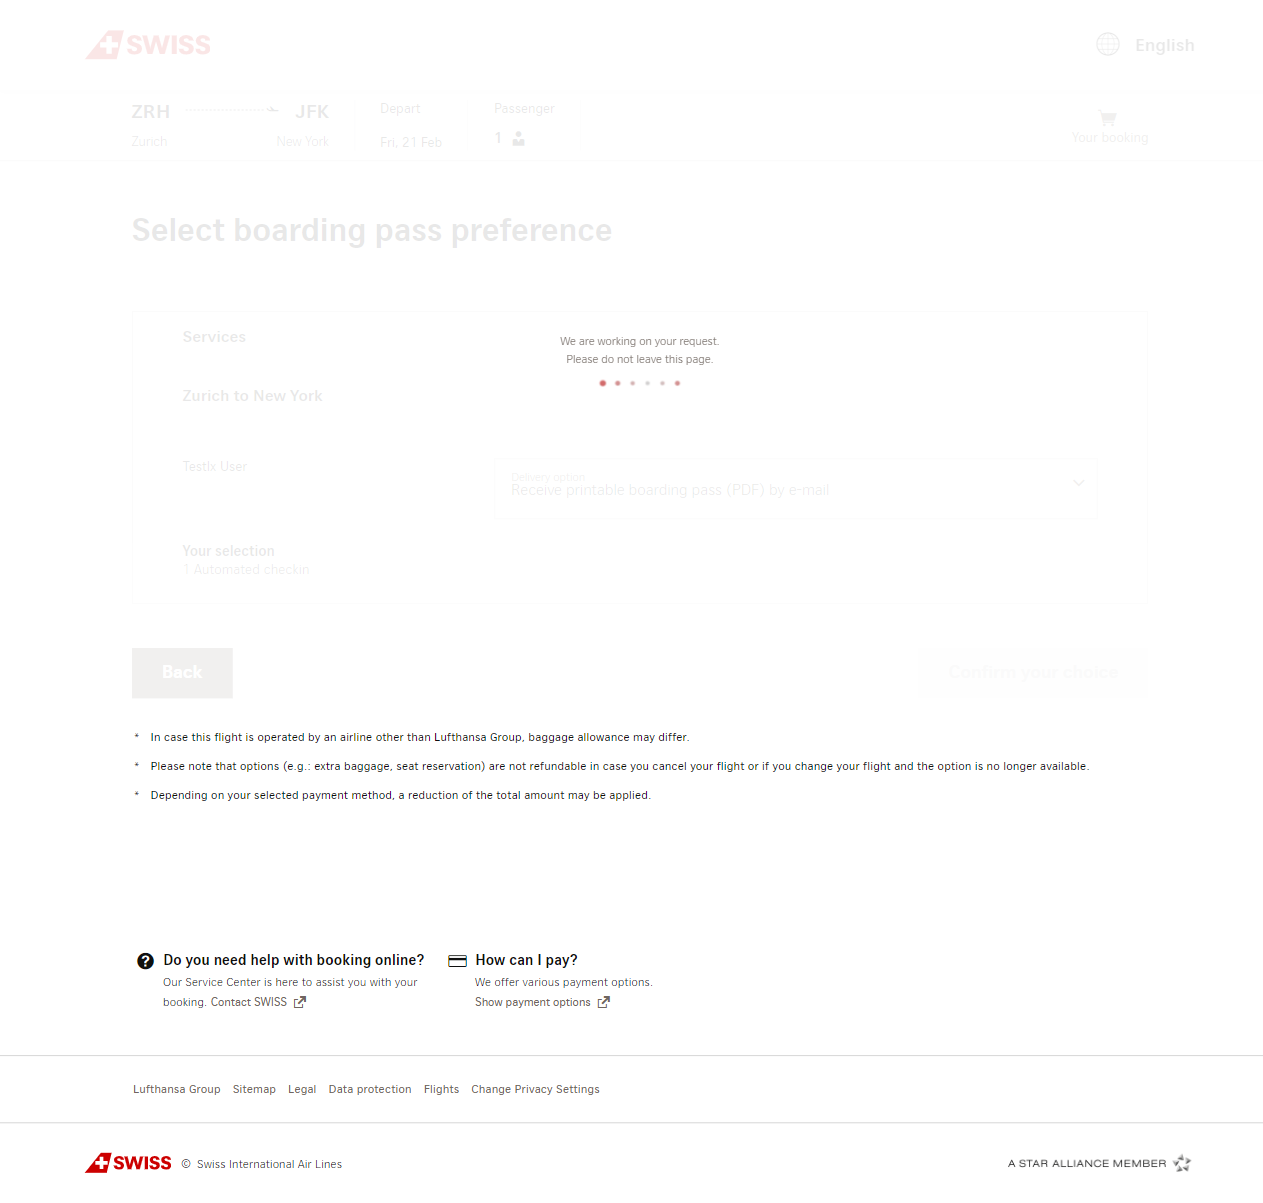 SWISS
English
ZRH JFK
Zurich New York
Depart
Fri, 21 Feb
Passenger
1
Your booking
Select boarding pass preference
Services
We are working on your request.
Please do not leave this page.
Zurich to New York
TestIx User
Delivery option
Receive printable boarding pass (PDF) by e-mail
Your selection
1 Automated checkin
Back
Confirm your choice
* In case this flight is operated by an airline other than Lufthansa Group, baggage allowance may differ.
* Please note that options (e.g.: extra baggage, seat reservation) are not refundable in case you cancel your flight or if you change your flight and the option is no longer available.
* Depending on your selected payment method, a reduction of the total amount may be applied.
Do you need help with booking online?
Our Service Center is here to assist you with your
booking. Contact SWISS
How can I pay?
We offer various payment options.
Show payment options
Lufthansa Group Sitemap Legal Data protection Flights Change Privacy Settings
SWISS © Swiss International Air Lines
A STAR ALLIANCE MEMBER